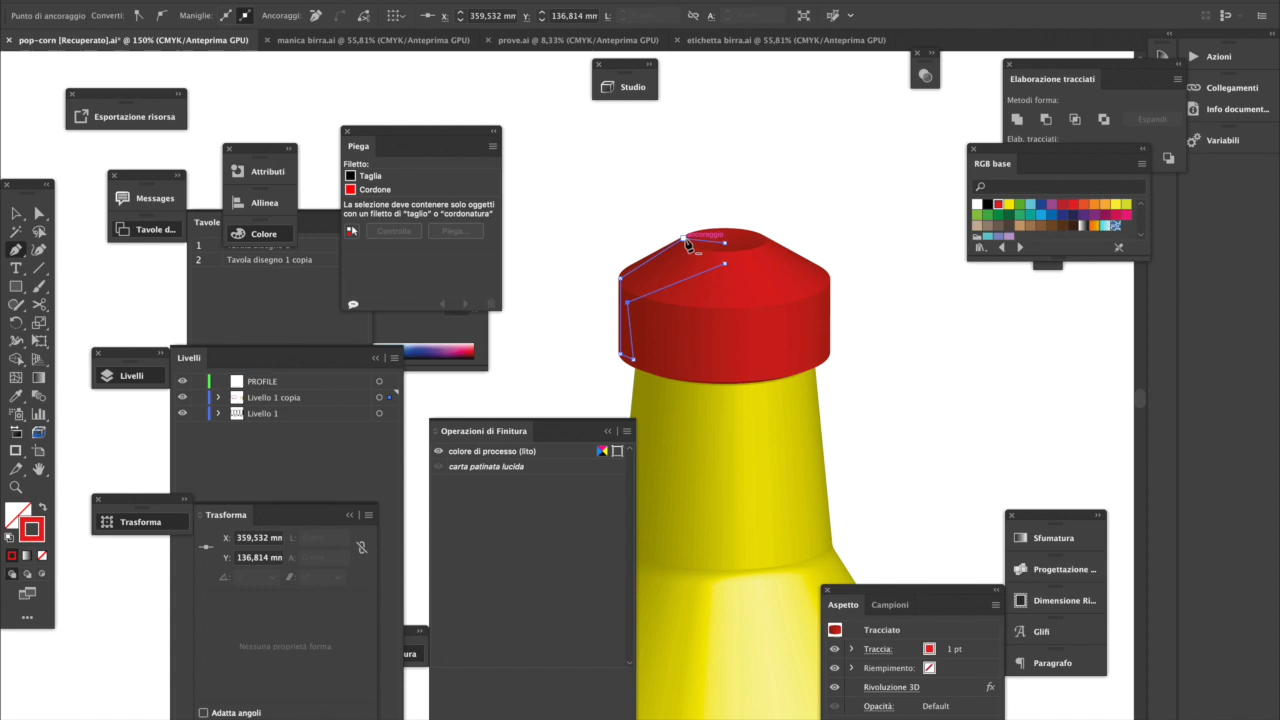 Punto di ancoraggio Converti: Maniglie: Ancoraggi: X: 359,532 mm Y: 136,814 mm L: A:
pop-corn [Recuperato].ai* @ 150% (CMYK/Anteprima GPU) manica birra.ai @ 55,81% (CMYK/Anteprima GPU) prove.ai @ 8,33% (CMYK/Anteprima GPU) etichetta birra.ai @ 55,81% (CMYK/Anteprima GPU)
Esportazione risorsa
Messages
Tavole d...
Attributi
Allinea
Colore
Tavole
1
2 Tavola disegno 1 copia
Piega
Filetto:
Taglia
Cordone
La selezione deve contenere solo oggetti
con un filetto di “taglio” o “cordonatura”
Controlla Piega...
Studio
ancoraggio
Elaborazione tracciati
Metodi forma:
Espandi
Elab. tracciati:
RGB base
Azioni
Collegamenti
Info document...
Variabili
Livelli
Livelli
PROFILE
Livello 1 copia
Livello 1
Operazioni di Finitura
colore di processo (lito)
carta patinata lucida
Trasforma
Trasforma
X: 359,532 mm L:
Y: 136,814 mm A:
Nessuna proprietà forma
Adatta angoli
ura
Sfumatura
Progettazione ...
Dimensione Ri...
Glifi
Paragrafo
Aspetto Campioni
Tracciato
Traccia: 1 pt
Riempimento:
Rivoluzione 3D fx
Opacità: Default